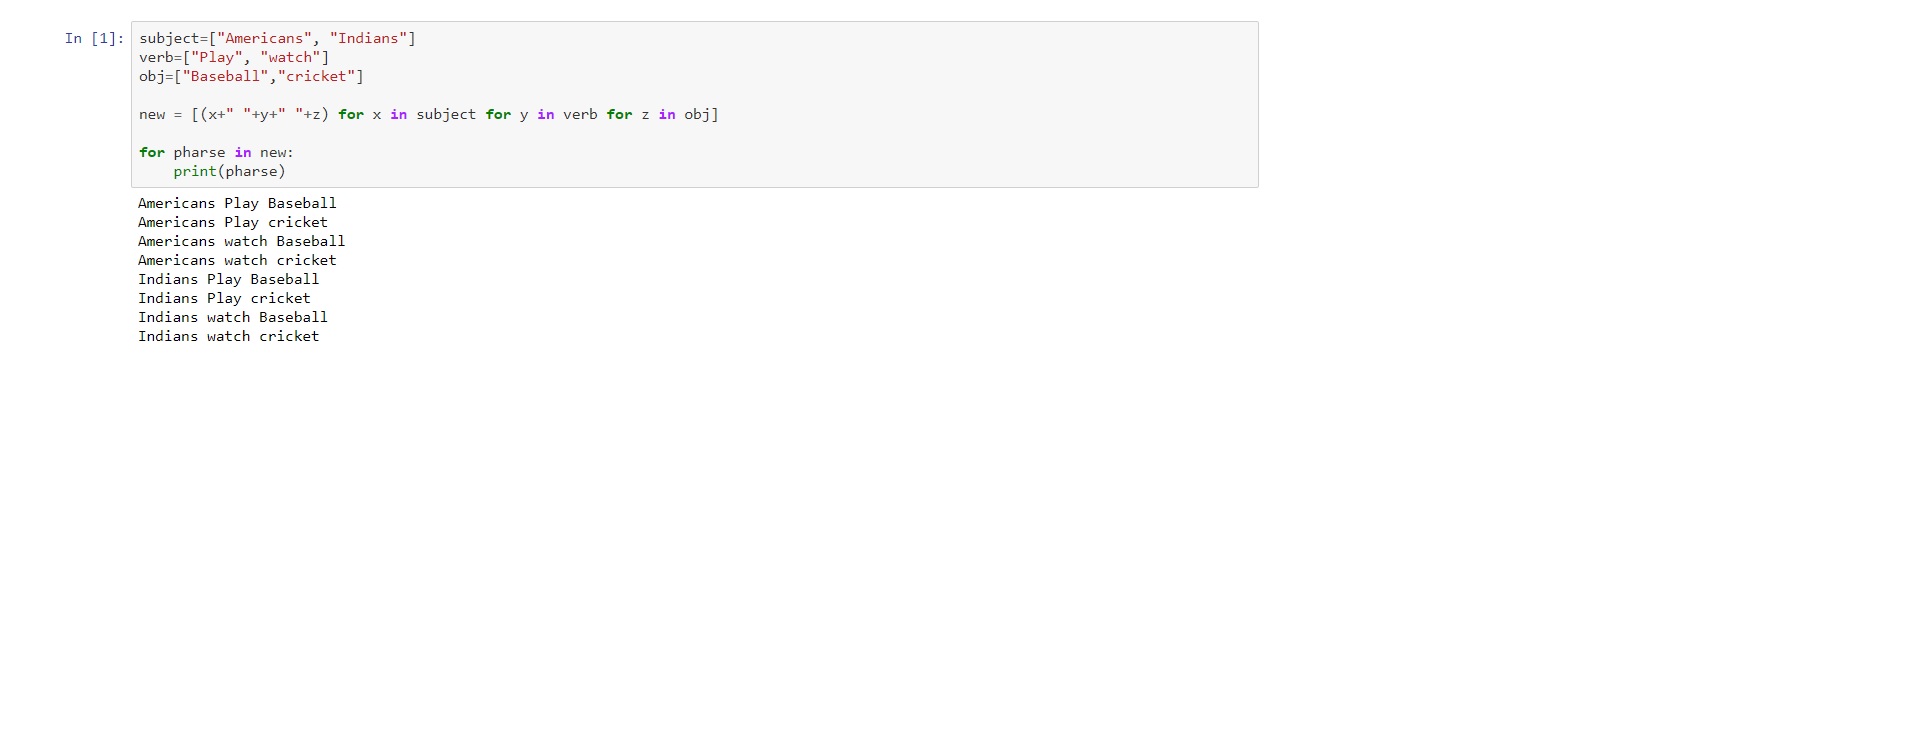 In [1]: subject=["Americans", "Indians"]
verb=["Play", "watch"]
obj=["Baseball","cricket"]
new = [(x+" "+y+" "+z) for x in subject for y in verb for z in obj]
for pharse in new:
    print(pharse)
Americans Play Baseball
Americans Play cricket
Americans watch Baseball
Americans watch cricket
Indians Play Baseball
Indians Play cricket
Indians watch Baseball
Indians watch cricket